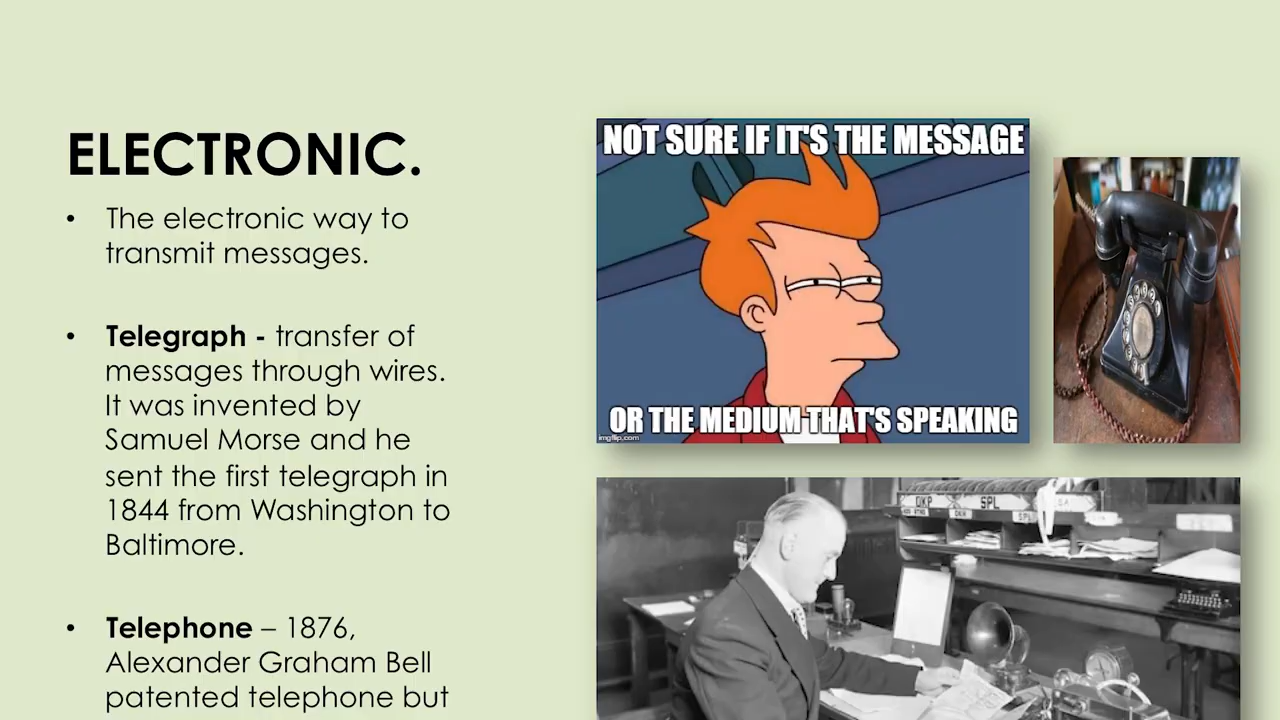 ELECTRONIC.
• The electronic way to
transmit messages.
• Telegraph - transfer of
messages through wires.
It was invented by
Samuel Morse and he
sent the first telegraph in
1844 from Washington to
Baltimore.
• Telephone – 1876,
Alexander Graham Bell
patented telephone but
NOT SURE IF IT'S THE MESSAGE
OR THE MEDIUM THAT'S SPEAKING
imgflip.com
SPL